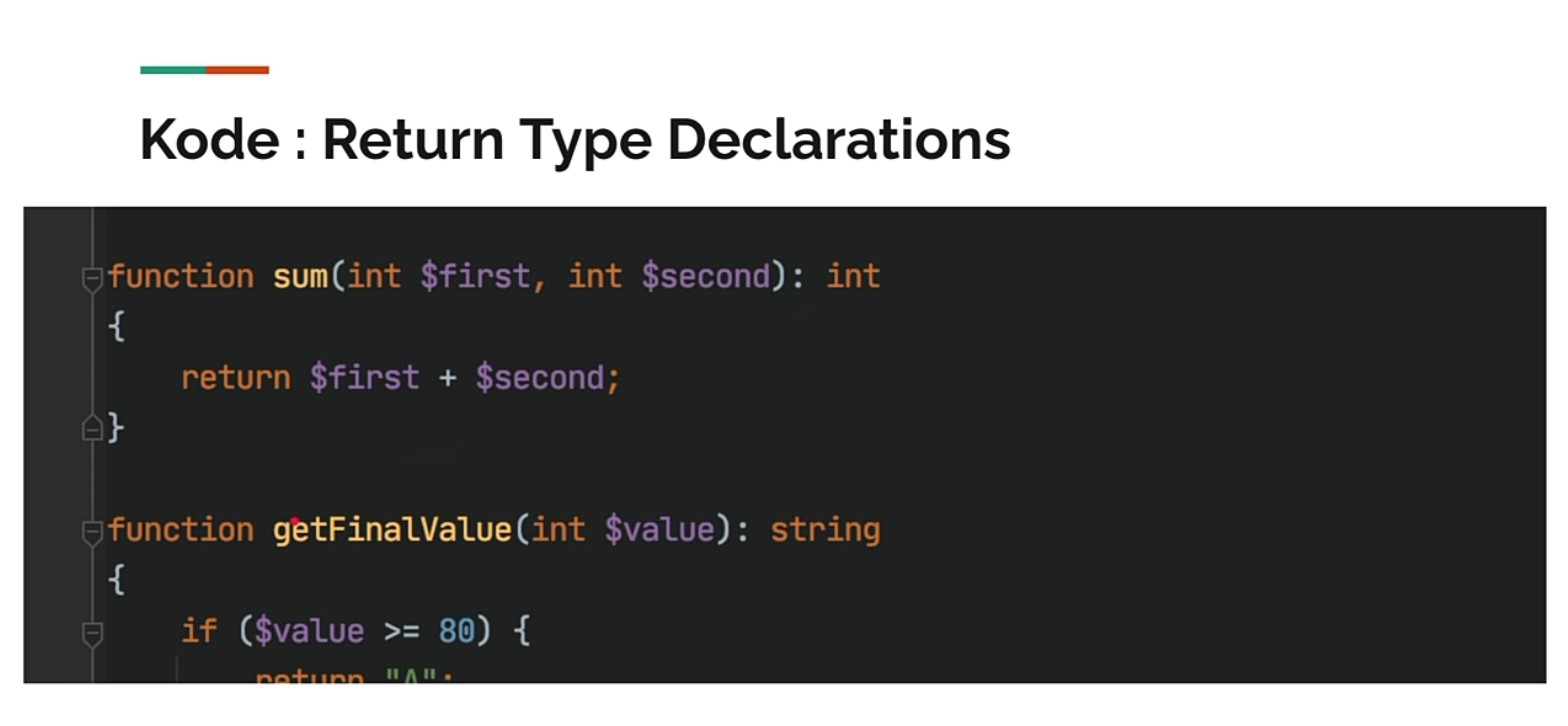 Kode : Return Type Declarations
function sum(int $first, int $second): int
{
return $first + $second;
}
function getFinalValue(int $value): string
{
if ($value >= 80) {
return "A";